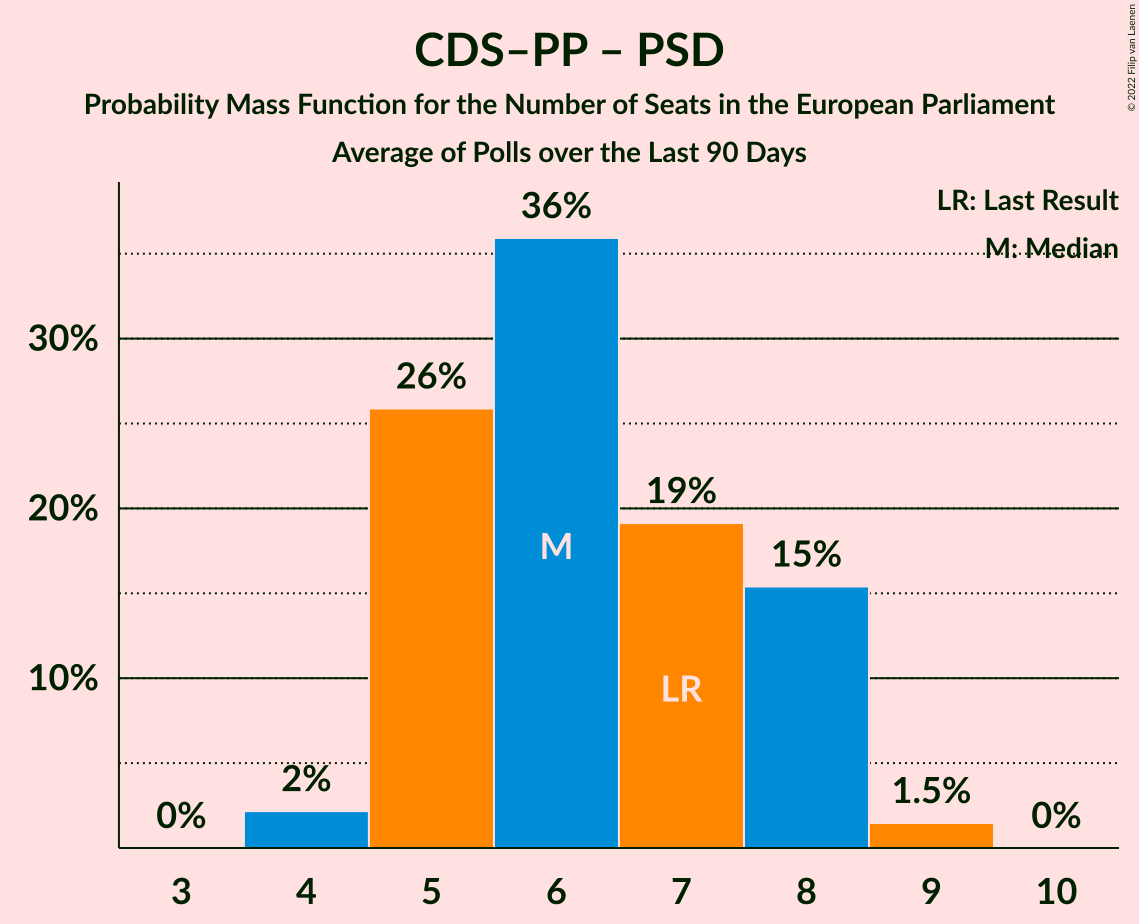 CDS–PP – PSD
Probability Mass Function for the Number of Seats in the European Parliament
Average of Polls over the Last 90 Days
© 2022 Filip van Laenen
LR: Last Result
M: Median
36%
30%
26%
20%
19%
M
15%
LR
10%
2%
1.5%
0%
0%
3 4 5 6 7 8 9 10